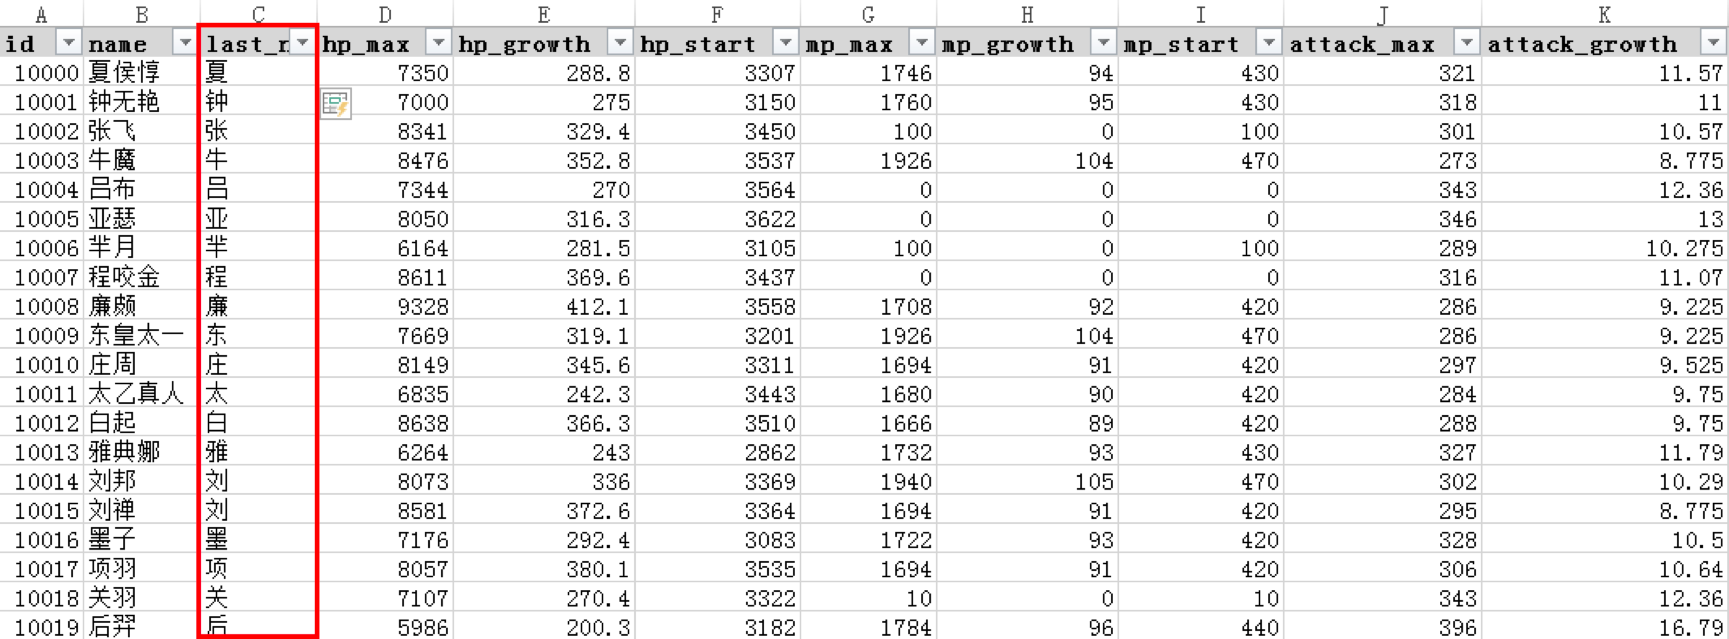 A B C D E F G H I J K
id name last_n hp_max hp_growth hp_start mp_max mp_growth mp_start attack_max attack_growth
10000 夏侯惇 夏 7350 288.8 3307 1746 94 430 321 11.57
10001 钟无艳 钟 7000 275 3150 1760 95 430 318 11
10002 张飞 张 8341 329.4 3450 100 0 100 301 10.57
10003 牛魔 牛 8476 352.8 3537 1926 104 470 273 8.775
10004 吕布 吕 7344 270 3564 0 0 0 343 12.36
10005 亚瑟 亚 8050 316.3 3622 0 0 0 346 13
10006 芈月 芈 6164 281.5 3105 100 0 100 289 10.275
10007 程咬金 程 8611 369.6 3437 0 0 0 316 11.07
10008 廉颇 廉 9328 412.1 3558 1708 92 420 286 9.225
10009 东皇太一 东 7669 319.1 3201 1926 104 470 286 9.225
10010 庄周 庄 8149 345.6 3311 1694 91 420 297 9.525
10011 太乙真人 太 6835 242.3 3443 1680 90 420 284 9.75
10012 白起 白 8638 366.3 3510 1666 89 420 288 9.75
10013 雅典娜 雅 6264 243 2862 1732 93 430 327 11.79
10014 刘邦 刘 8073 336 3369 1940 105 470 302 10.29
10015 刘禅 刘 8581 372.6 3364 1694 91 420 295 8.775
10016 墨子 墨 7176 292.4 3083 1722 93 420 328 10.5
10017 项羽 项 8057 380.1 3535 1694 91 420 306 10.64
10018 关羽 关 7107 270.4 3322 10 0 10 343 12.36
10019 后羿 后 5986 200.3 3182 1784 96 440 396 16.79